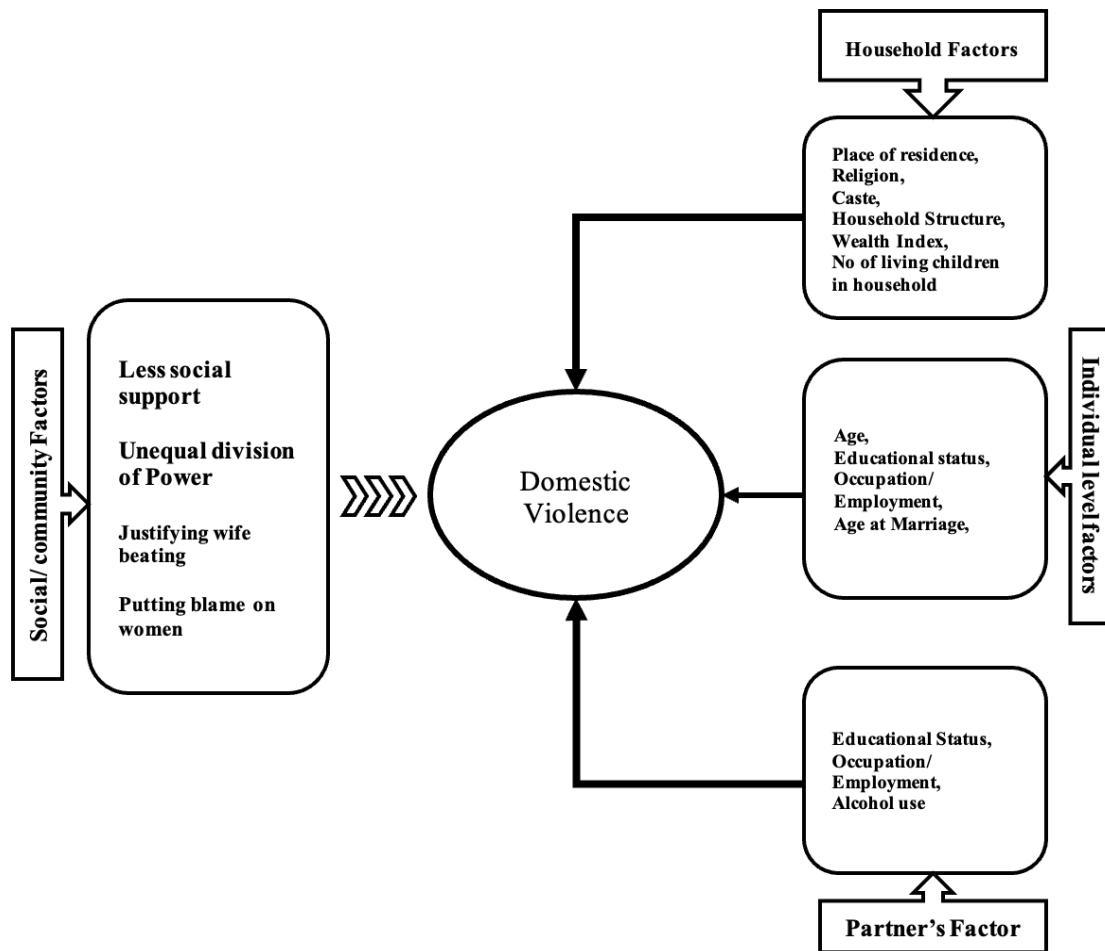 Household Factors
Place of residence,
Religion,
Caste,
Household Structure,
Wealth Index,
No of living children
in household
Social/ community Factors
Less social
support
Unequal division
of Power
Justifying wife
beating
Putting blame on
women
Domestic
Violence
Age,
Educational status,
Occupation/
Employment,
Age at Marriage,
Individual level factors
Educational Status,
Occupation/
Employment,
Alcohol use
Partner's Factor